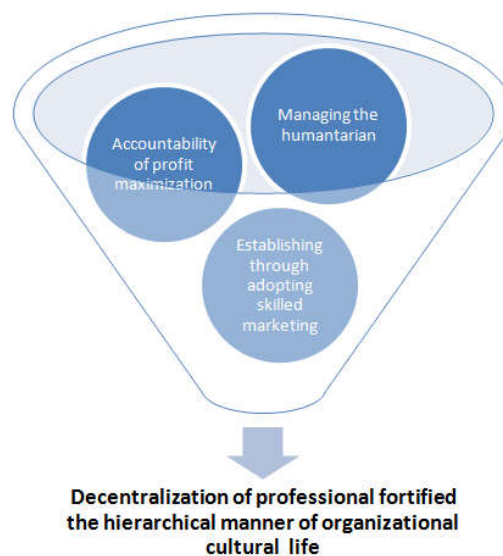 Managing the
humantarian
Accountability
of profit
maximization
Establishing
through
adopting
skilled
marketing
Decentralization of professional fortified
the hierarchical manner of organizational
cultural life